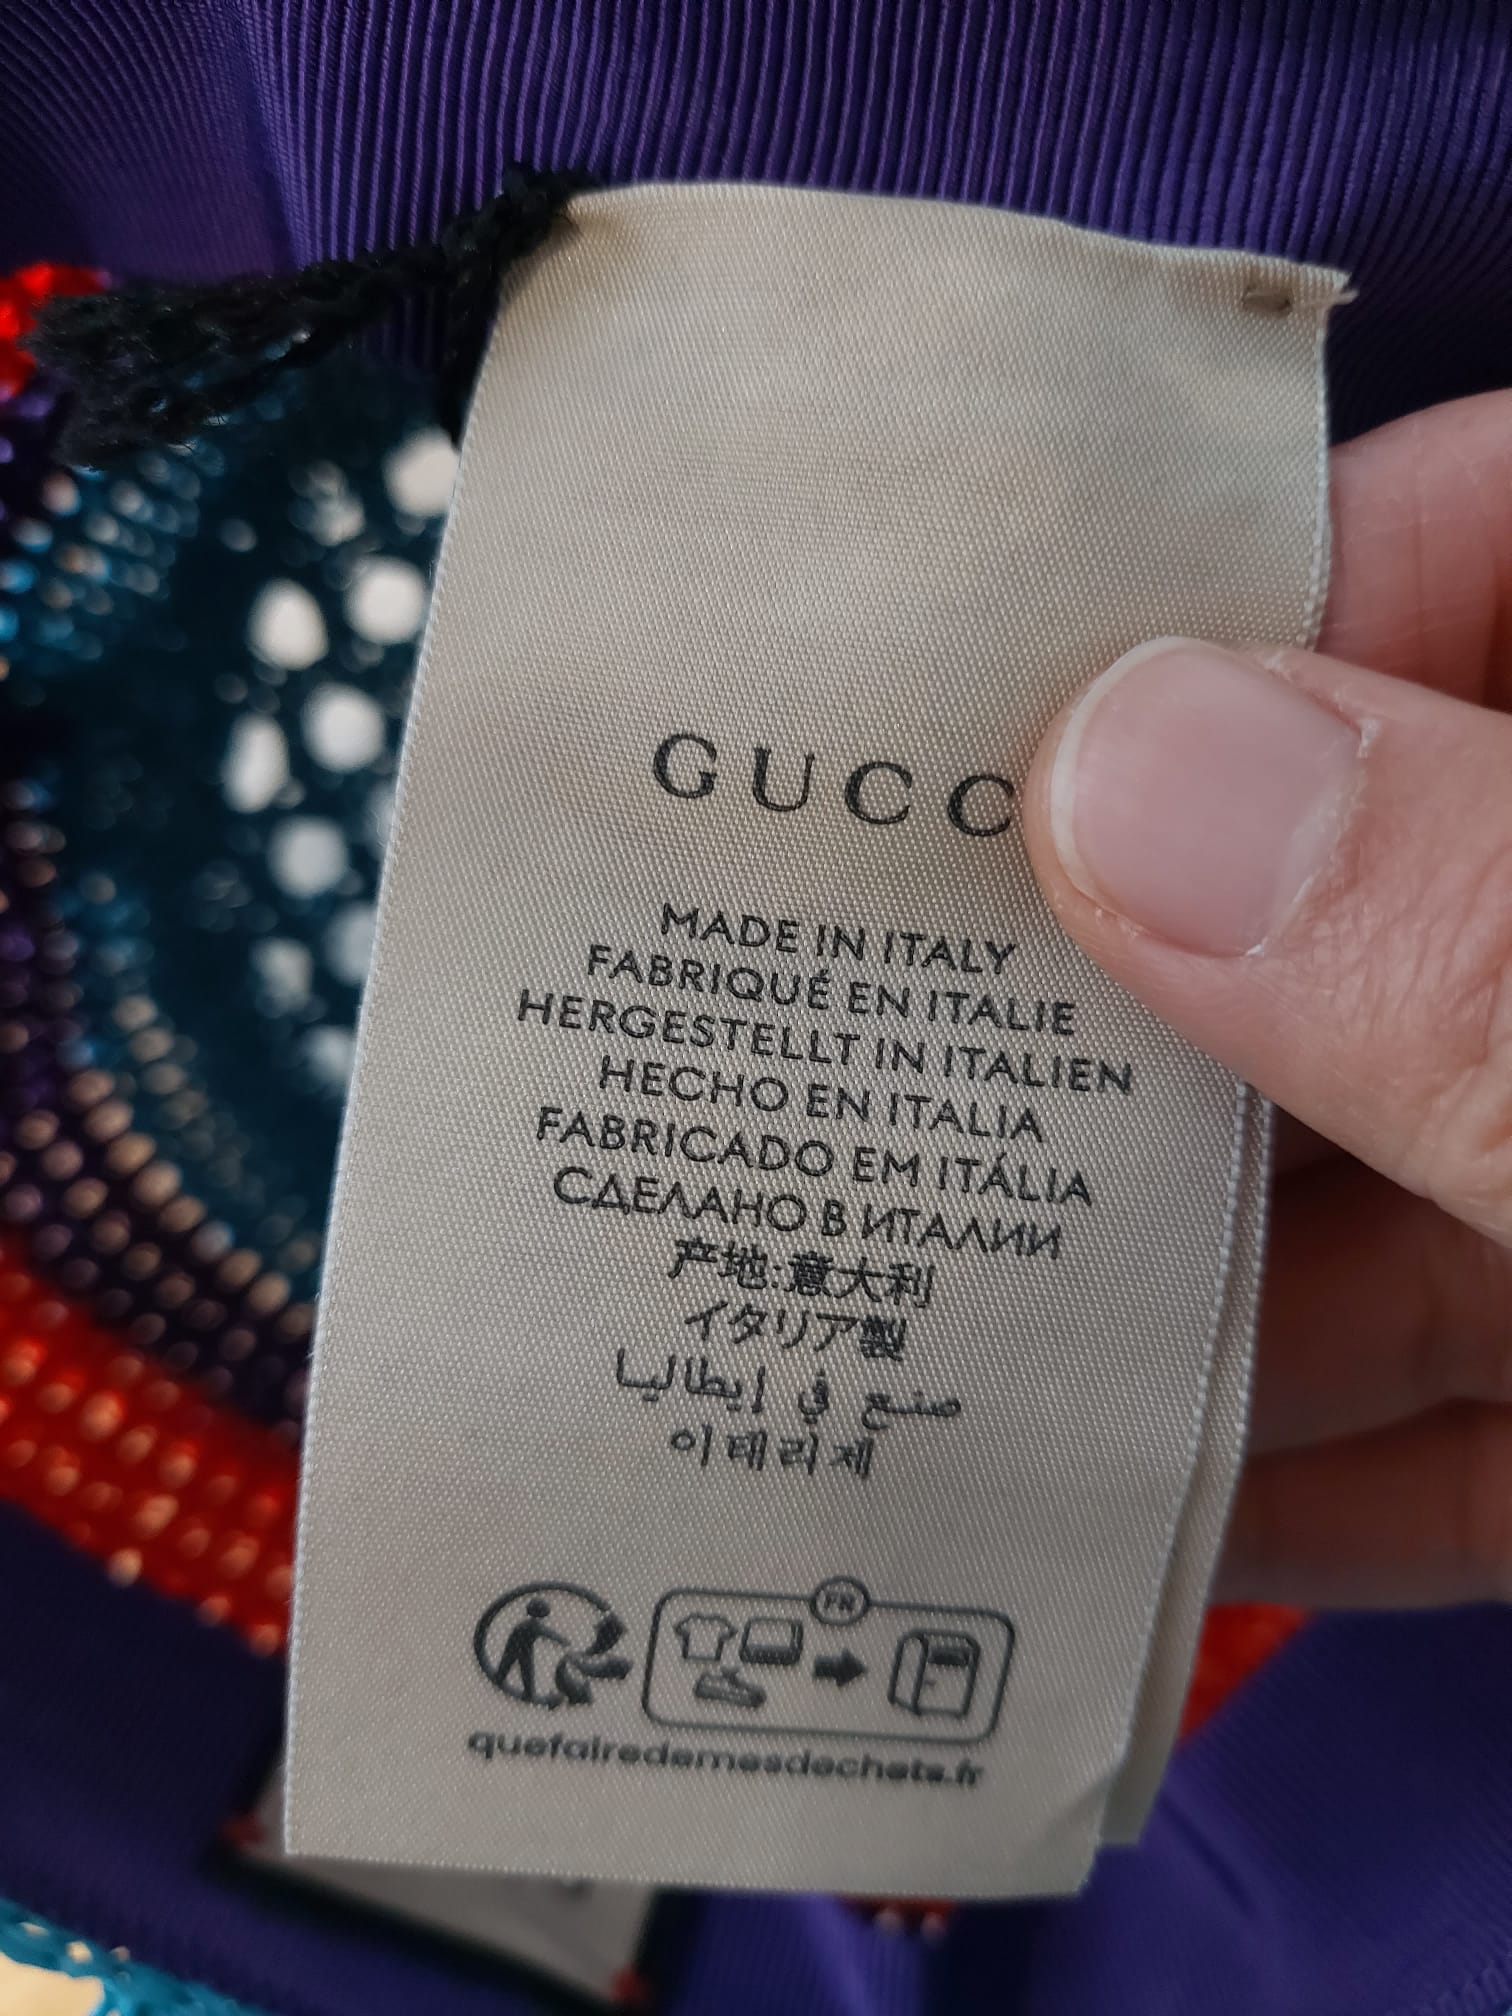 GUCC
MADE IN ITALY
FABRIQUÉ EN ITALIE
HERGESTELLT IN ITALIEN
HECHO EN ITALIA
FABRICADO EM ITÁLIA
СДЕЛАНО В ИТАЛИИ
产地:意大利
イタリア製
صنع في إيطاليا
이태리제
FR
quefairedemesdechets.fr